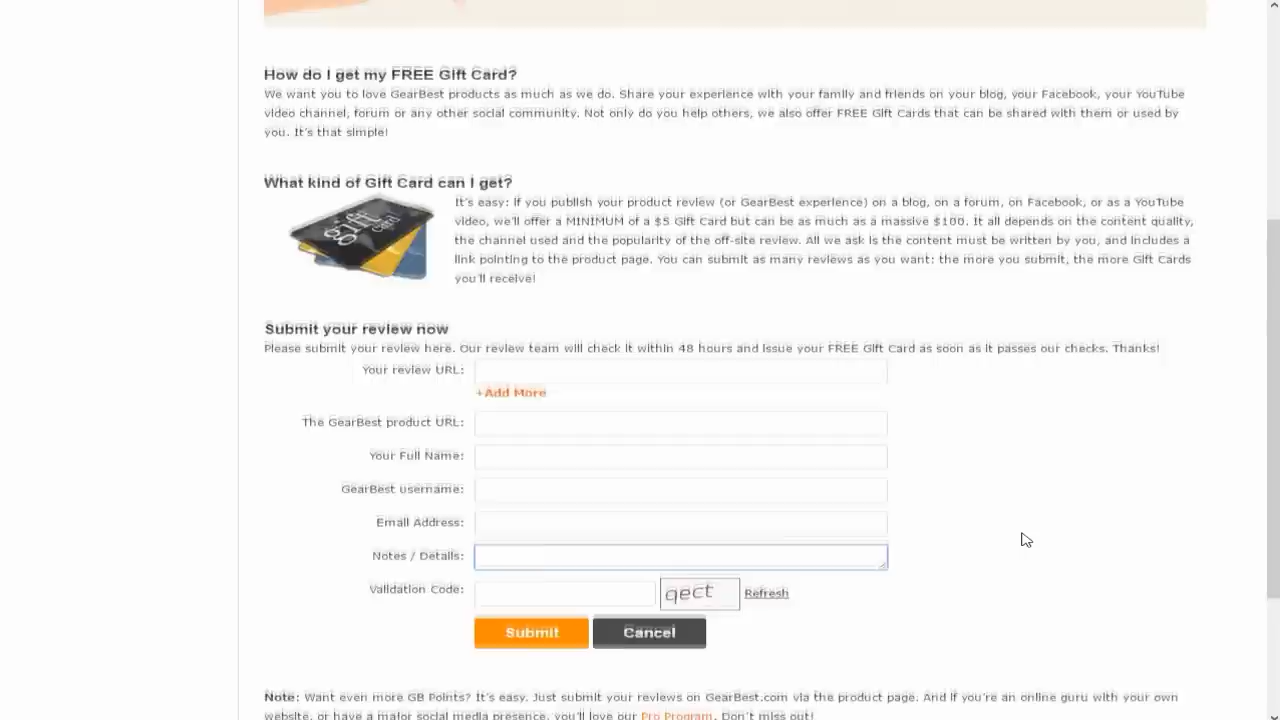 How do I get my FREE Gift Card?
We want you to love GearBest products as much as we do. Share your experience with your family and friends on your blog, your Facebook, your YouTube
video channel, forum or any other social community. Not only do you help others, we also offer FREE Gift Cards that can be shared with them or used by
you. It's that simple!
What kind of Gift Card can I get?
gift
card
It's easy: if you publish your product review (or GearBest experience) on a blog, on a forum, on Facebook, or as a YouTube
video, we'll offer a MINIMUM of a $5 Gift Card but can be as much as a massive $100. It all depends on the content quality,
the channel used and the popularity of the off-site review. All we ask is the content must be written by you, and includes a
link pointing to the product page. You can submit as many reviews as you want: the more you submit, the more Gift Cards
you'll receive!
Submit your review now
Please submit your review here. Our review team will check it within 48 hours and issue your FREE Gift Card as soon as it passes our checks. Thanks!
Your review URL:
+Add More
The GearBest product URL:
Your Full Name:
GearBest username:
Email Address:
Notes / Details:
Validation Code: qect Refresh
Submit Cancel
Note: Want even more GB Points? It's easy. Just submit your reviews on GearBest.com via the product page. And if you're an online guru with your own
website, or have a major social media presence, you'll love our Pro Program. Don't miss out!